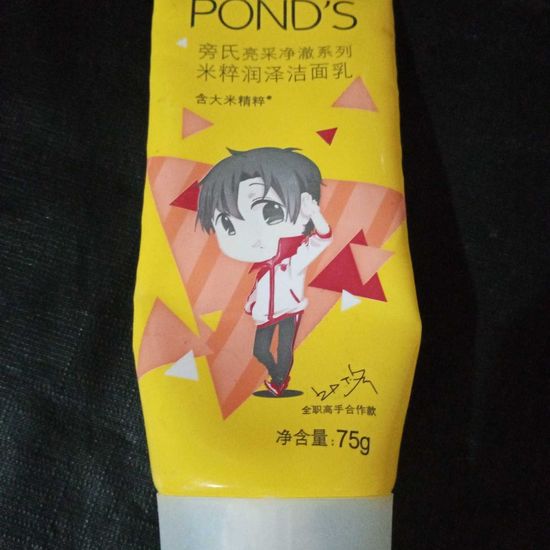 POND'S
旁氏亮采净澈系列
米粹润泽洁面乳
含大米精粹*
全职高手合作款
净含量:75g